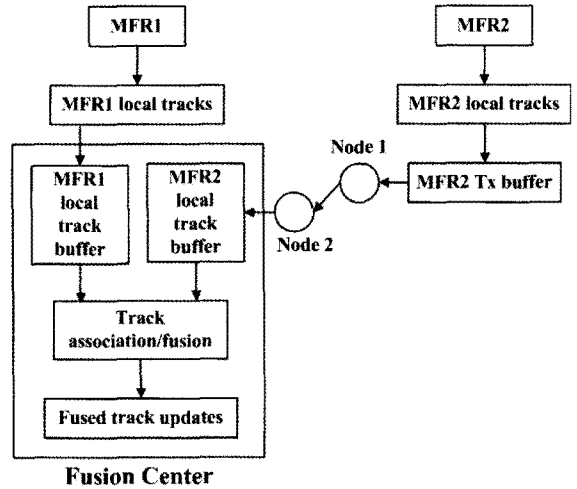 MFR1
MFR2
MFR1 local tracks
MFR2 local tracks
Node 1
MFR1
local
track
buffer
MFR2
local
track
buffer
MFR2 Tx buffer
Node 2
Track
association/fusion
Fused track updates
Fusion Center